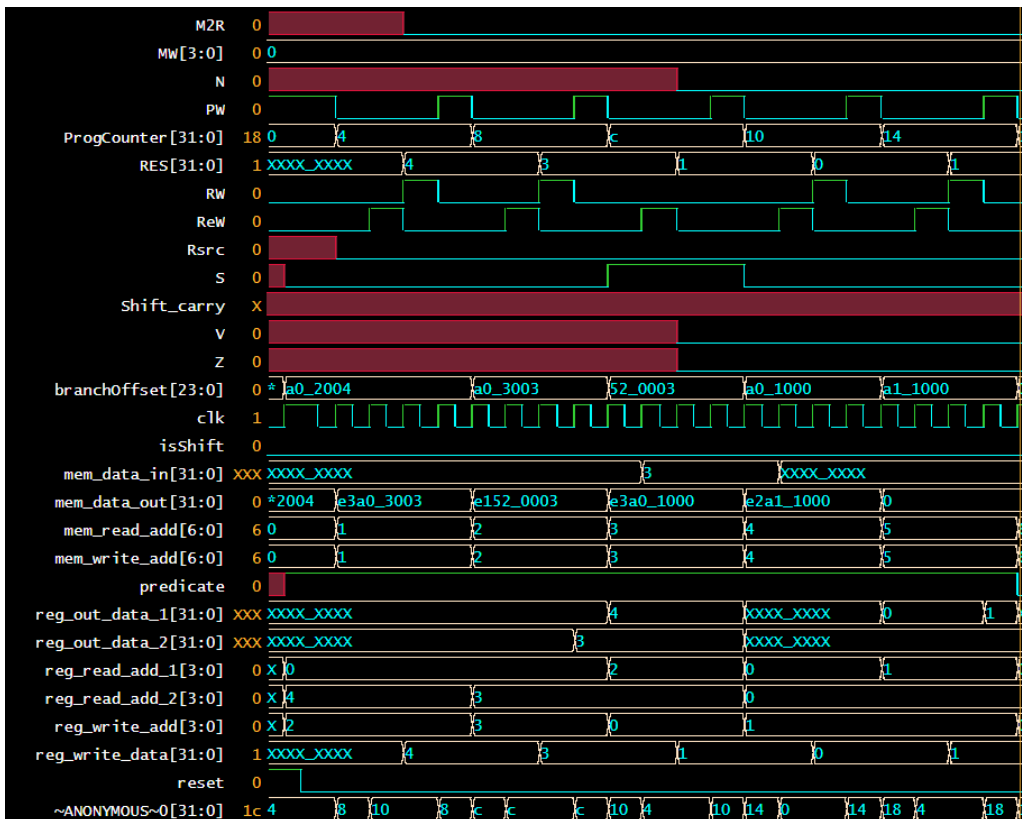 M2R 0
MW[3:0] 0 0
N 0
PW 0
ProgCounter[31:0] 18 0 4 8 c 10 14
RES[31:0] 1 XXXX_XXXX 4 3 1 0 1
RW 0
ReW 0
Rsrc 0
S 0
Shift_carry X
V 0
Z 0
branchOffset[23:0] 0 * a0_2004 a0_3003 52_0003 a0_1000 a1_1000
clk 1
isShift 0
mem_data_in[31:0] XXX XXXX_XXXX 3 XXXX_XXXX
mem_data_out[31:0] 0 *2004 e3a0_3003 e152_0003 e3a0_1000 e2a1_1000 0
mem_read_add[6:0] 6 0 1 2 3 4 5
mem_write_add[6:0] 6 0 1 2 3 4 5
predicate 0
reg_out_data_1[31:0] XXX XXXX_XXXX 4 XXXX_XXXX 0 1
reg_out_data_2[31:0] XXX XXXX_XXXX 3 XXXX_XXXX
reg_read_add_1[3:0] 0 X 0 2 0 1
reg_read_add_2[3:0] 0 X 4 3 0
reg_write_add[3:0] 0 X 2 3 0 1
reg_write_data[31:0] 1 XXXX_XXXX 4 3 1 0 1
reset 0
~ANONYMOUS~0[31:0] 1c 4 8 10 8 c c c 10 4 10 14 0 14 18 4 18